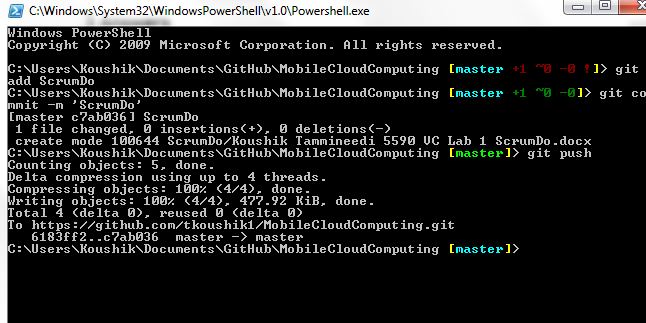 C:\Windows\System32\WindowsPowerShell\v1.0\Powershell.exe
Windows PowerShell
Copyright (C) 2009 Microsoft Corporation. All rights reserved.
C:\Users\Koushik\Documents\GitHub\MobileCloudComputing [master +1 ~0 -0 !]> git
add ScrumDo
C:\Users\Koushik\Documents\GitHub\MobileCloudComputing [master +1 ~0 -0]> git co
mmit -m 'ScrumDo'
[master c7ab036] ScrumDo
1 file changed, 0 insertions(+), 0 deletions(-)
create mode 100644 ScrumDo/Koushik Tammineedi 5590 VC Lab 1 ScrumDo.docx
C:\Users\Koushik\Documents\GitHub\MobileCloudComputing [master]> git push
Counting objects: 5, done.
Delta compression using up to 4 threads.
Compressing objects: 100% (4/4), done.
Writing objects: 100% (4/4), 477.92 KiB, done.
Total 4 (delta 0), reused 0 (delta 0)
To https://github.com/tkoushik1/MobileCloudComputing.git
6183ff2..c7ab036 master -> master
C:\Users\Koushik\Documents\GitHub\MobileCloudComputing [master]>